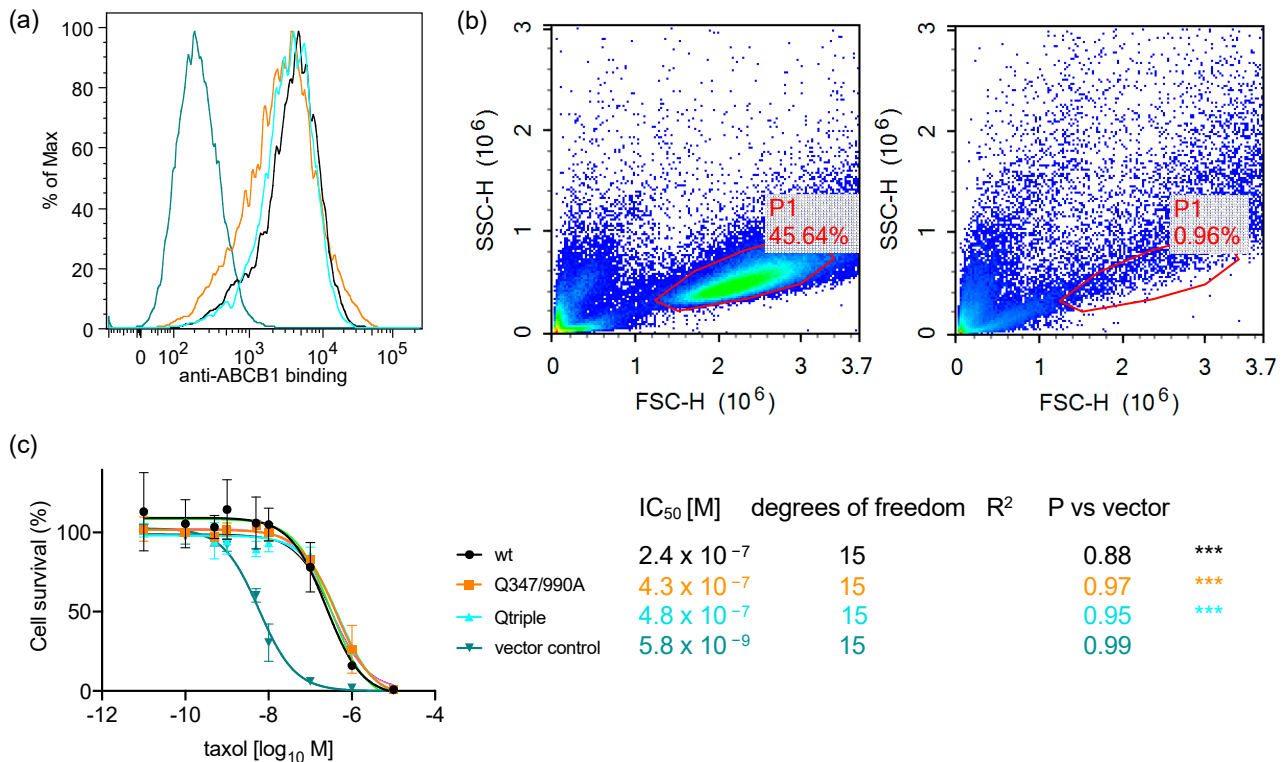 (a)
100
80
60
40
20
0
% of Max
0 10² 10³ 10⁴ 10⁵
anti-ABCB1 binding
(b)
3
2
1
0
SSC-H (10⁶)
P1
45.64%
0 1 2 3 3.7
FSC-H (10⁶)
3
2
1
0
SSC-H (10⁶)
P1
0.96%
0 1 2 3 3.7
FSC-H (10⁶)
(c)
100
50
0
Cell survival (%)
-12 -10 -8 -6 -4
taxol [log₁₀ M]
IC₅₀ [M] degrees of freedom R² P vs vector
wt 2.4 x 10⁻⁷ 15 0.88 ***
Q347/990A 4.3 x 10⁻⁷ 15 0.97 ***
Qtriple 4.8 x 10⁻⁷ 15 0.95 ***
vector control 5.8 x 10⁻⁹ 15 0.99